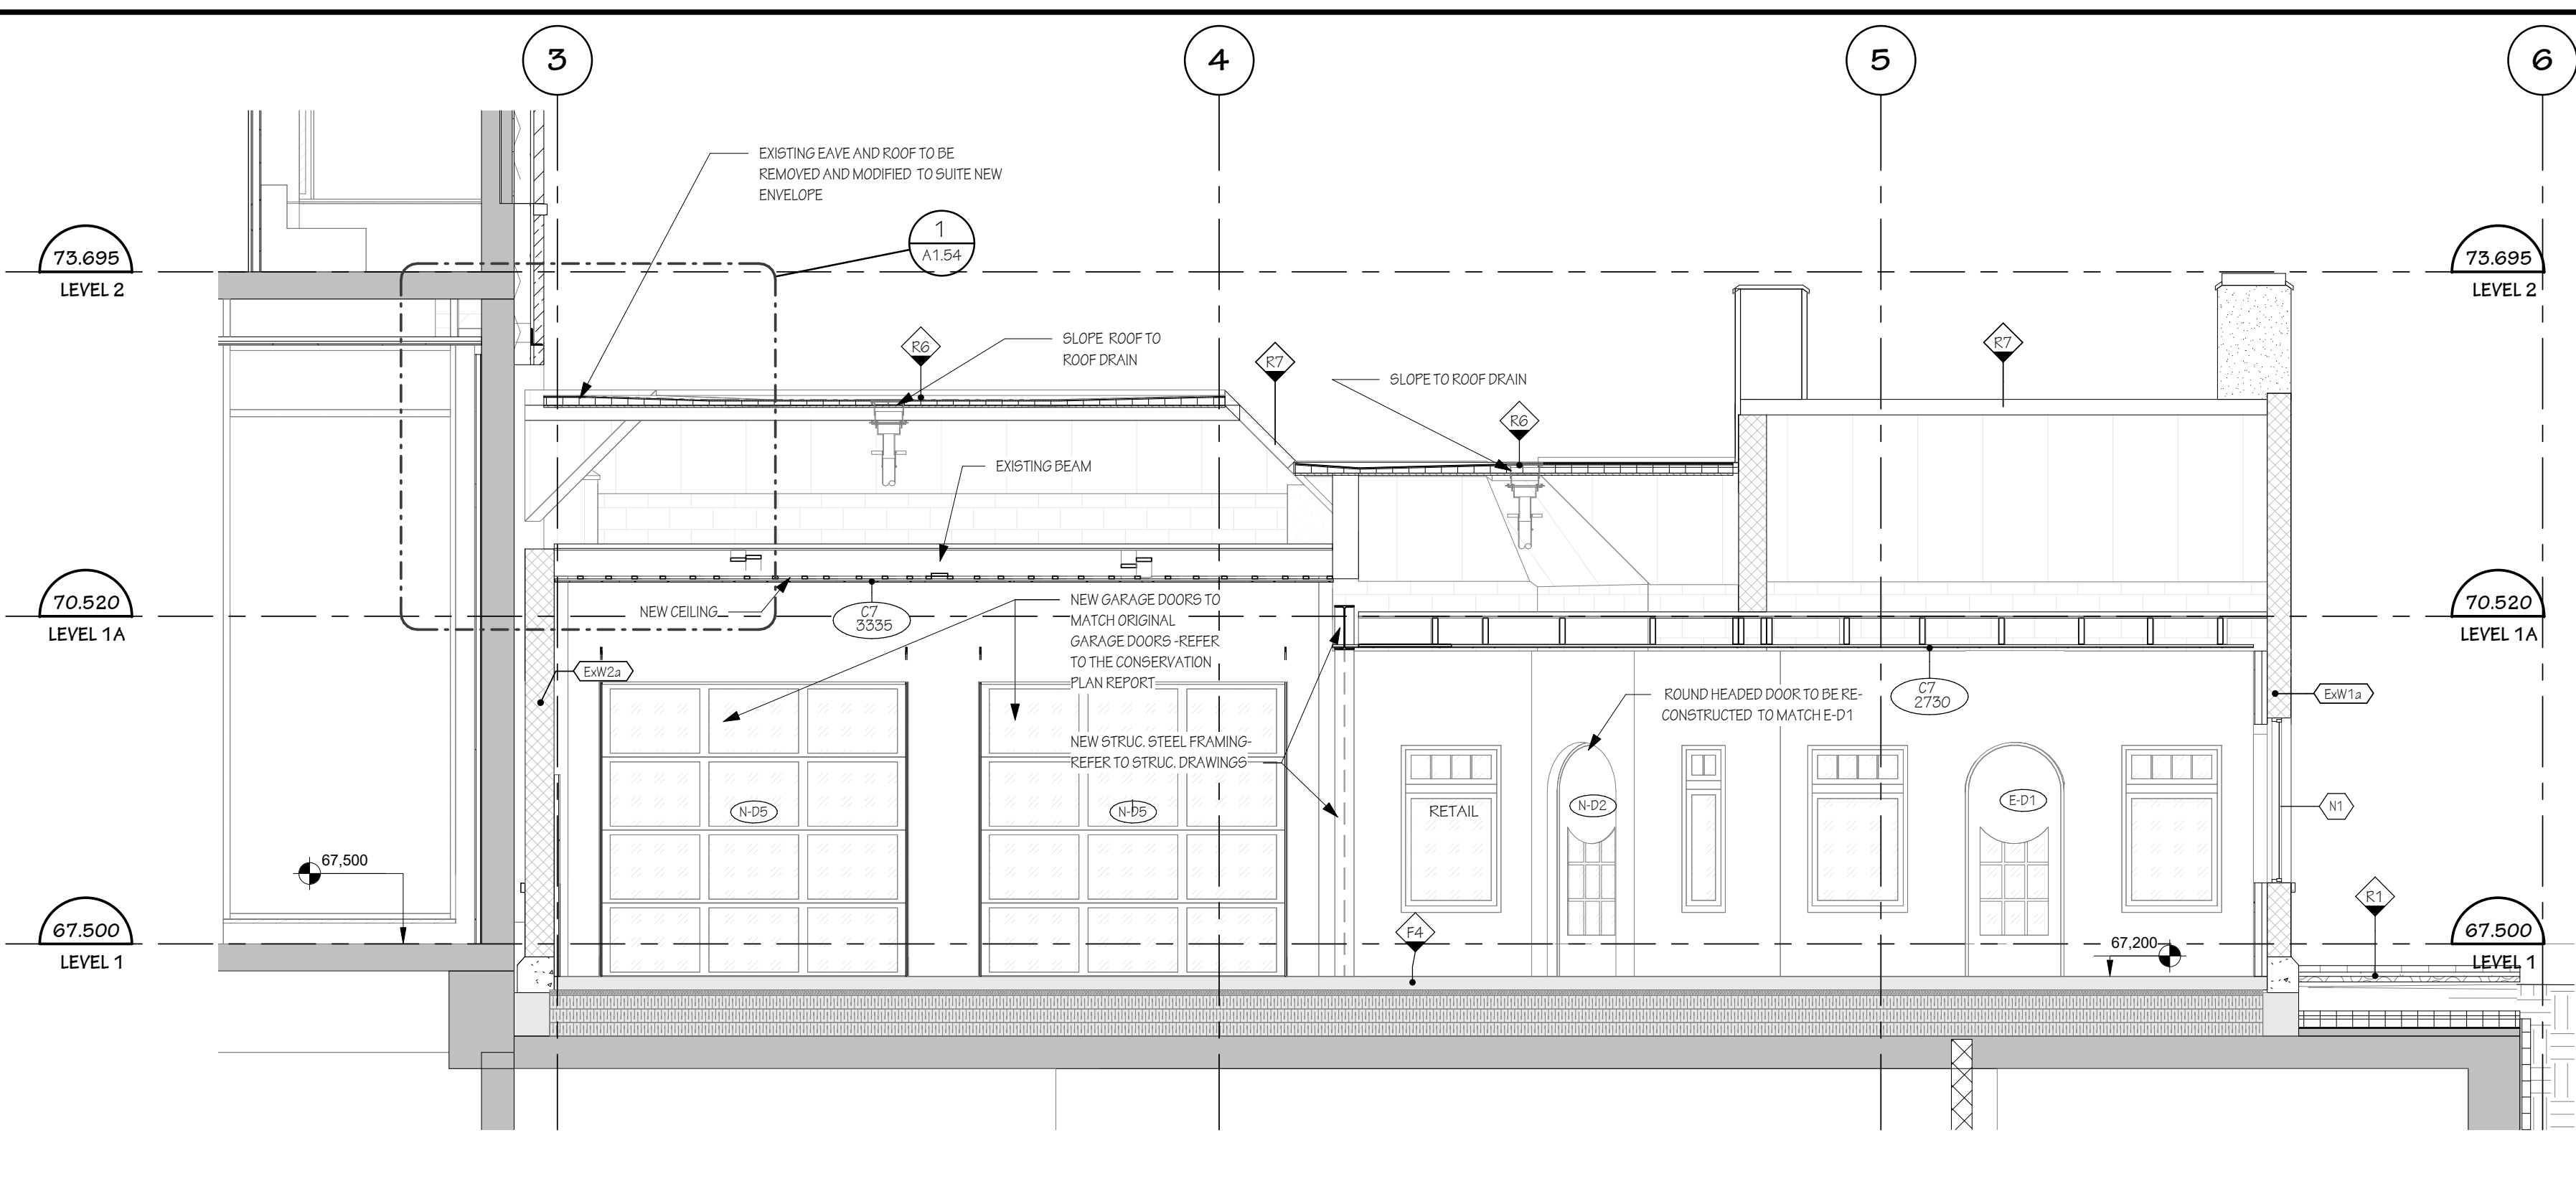 3
4
5
6
EXISTING EAVE AND ROOF TO BE
REMOVED AND MODIFIED TO SUITE NEW
ENVELOPE
1
A1.54
73.695
LEVEL 2
73.695
LEVEL 2
R6
SLOPE ROOF TO
ROOF DRAIN
R7
SLOPE TO ROOF DRAIN
R6
R7
EXISTING BEAM
70.520
LEVEL 1A
NEW CEILING
C7
3335
NEW GARAGE DOORS TO
MATCH ORIGINAL
GARAGE DOORS -REFER
TO THE CONSERVATION
PLAN REPORT
70.520
LEVEL 1A
ExW2a
C7
2730
ROUND HEADED DOOR TO BE RE-
CONSTRUCTED TO MATCH E-D1
ExW1a
NEW STRUC. STEEL FRAMING-
REFER TO STRUC. DRAWINGS
N-D5
N-D5
RETAIL
N-D2
E-D1
N1
67,500
67.500
LEVEL 1
F4
67,200
R1
67.500
LEVEL 1